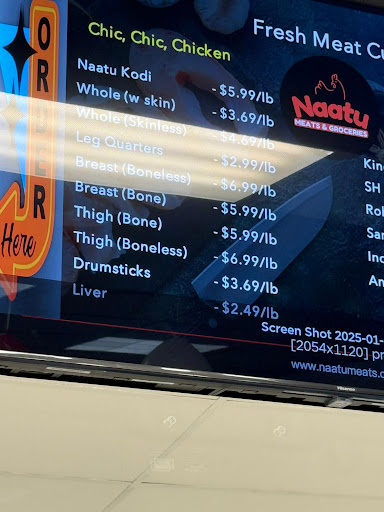 ORDER
Here
Chic, Chic, Chicken
Naatu Kodi - $5.99/lb
Whole (w skin) - $3.69/lb
Whole (Skinless) - $4.69/lb
Leg Quarters - $2.99/lb
Breast (Boneless) - $6.99/lb
Breast (Bone) - $5.99/lb
Thigh (Bone) - $5.99/lb
Thigh (Boneless) - $6.99/lb
Drumsticks - $3.69/lb
Liver - $2.49/lb
Fresh Meat
Naatu
MEATS & GROCERIES
SH
Screen Shot 2025-01-
[2054x1120]
www.naatumeats.
Hisense